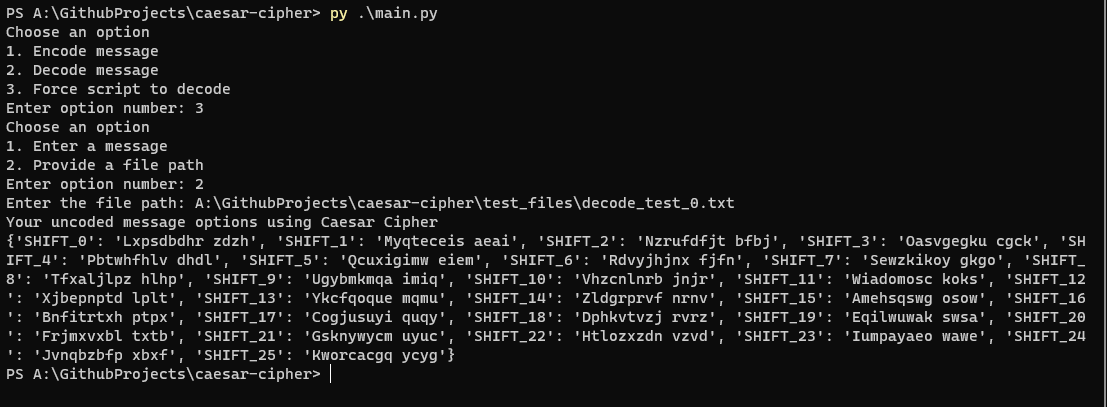 PS A:\GithubProjects\caesar-cipher> py .\main.py
Choose an option
1. Encode message
2. Decode message
3. Force script to decode
Enter option number: 3
Choose an option
1. Enter a message
2. Provide a file path
Enter option number: 2
Enter the file path: A:\GithubProjects\caesar-cipher\test_files\decode_test_0.txt
Your uncoded message options using Caesar Cipher
{'SHIFT_0': 'Lxpsdbdhr zdzh', 'SHIFT_1': 'Myqteceis aeai', 'SHIFT_2': 'Nzrufdfjt bfbj', 'SHIFT_3': 'Oasvgegku cgck', 'SH
IFT_4': 'Pbtwhfhlv dhdl', 'SHIFT_5': 'Qcuxigimw eiem', 'SHIFT_6': 'Rdvyjhjnx fjfn', 'SHIFT_7': 'Sewzkikoy gkgo', 'SHIFT_
8': 'Tfxaljlpz hlhp', 'SHIFT_9': 'Ugybmkmqa imiq', 'SHIFT_10': 'Vhzcnlnrb jnjr', 'SHIFT_11': 'Wiadomosc koks', 'SHIFT_12
': 'Xjbepnptd lplt', 'SHIFT_13': 'Ykcfqoque mqmu', 'SHIFT_14': 'Zldgrprvf nrnv', 'SHIFT_15': 'Amehsqswg osow', 'SHIFT_16
': 'Bnfitrtxh ptpx', 'SHIFT_17': 'Cogjusuyi quqy', 'SHIFT_18': 'Dphkvtvzj rvrz', 'SHIFT_19': 'Eqilwuwak swsa', 'SHIFT_20
': 'Frjmxvxbl txtb', 'SHIFT_21': 'Gsknywycm uyuc', 'SHIFT_22': 'Htlozxzdn vzvd', 'SHIFT_23': 'Iumpayaeo wawe', 'SHIFT_24
': 'Jvnqbzbfp xbxf', 'SHIFT_25': 'Kworcacgq ycyg'}
PS A:\GithubProjects\caesar-cipher>